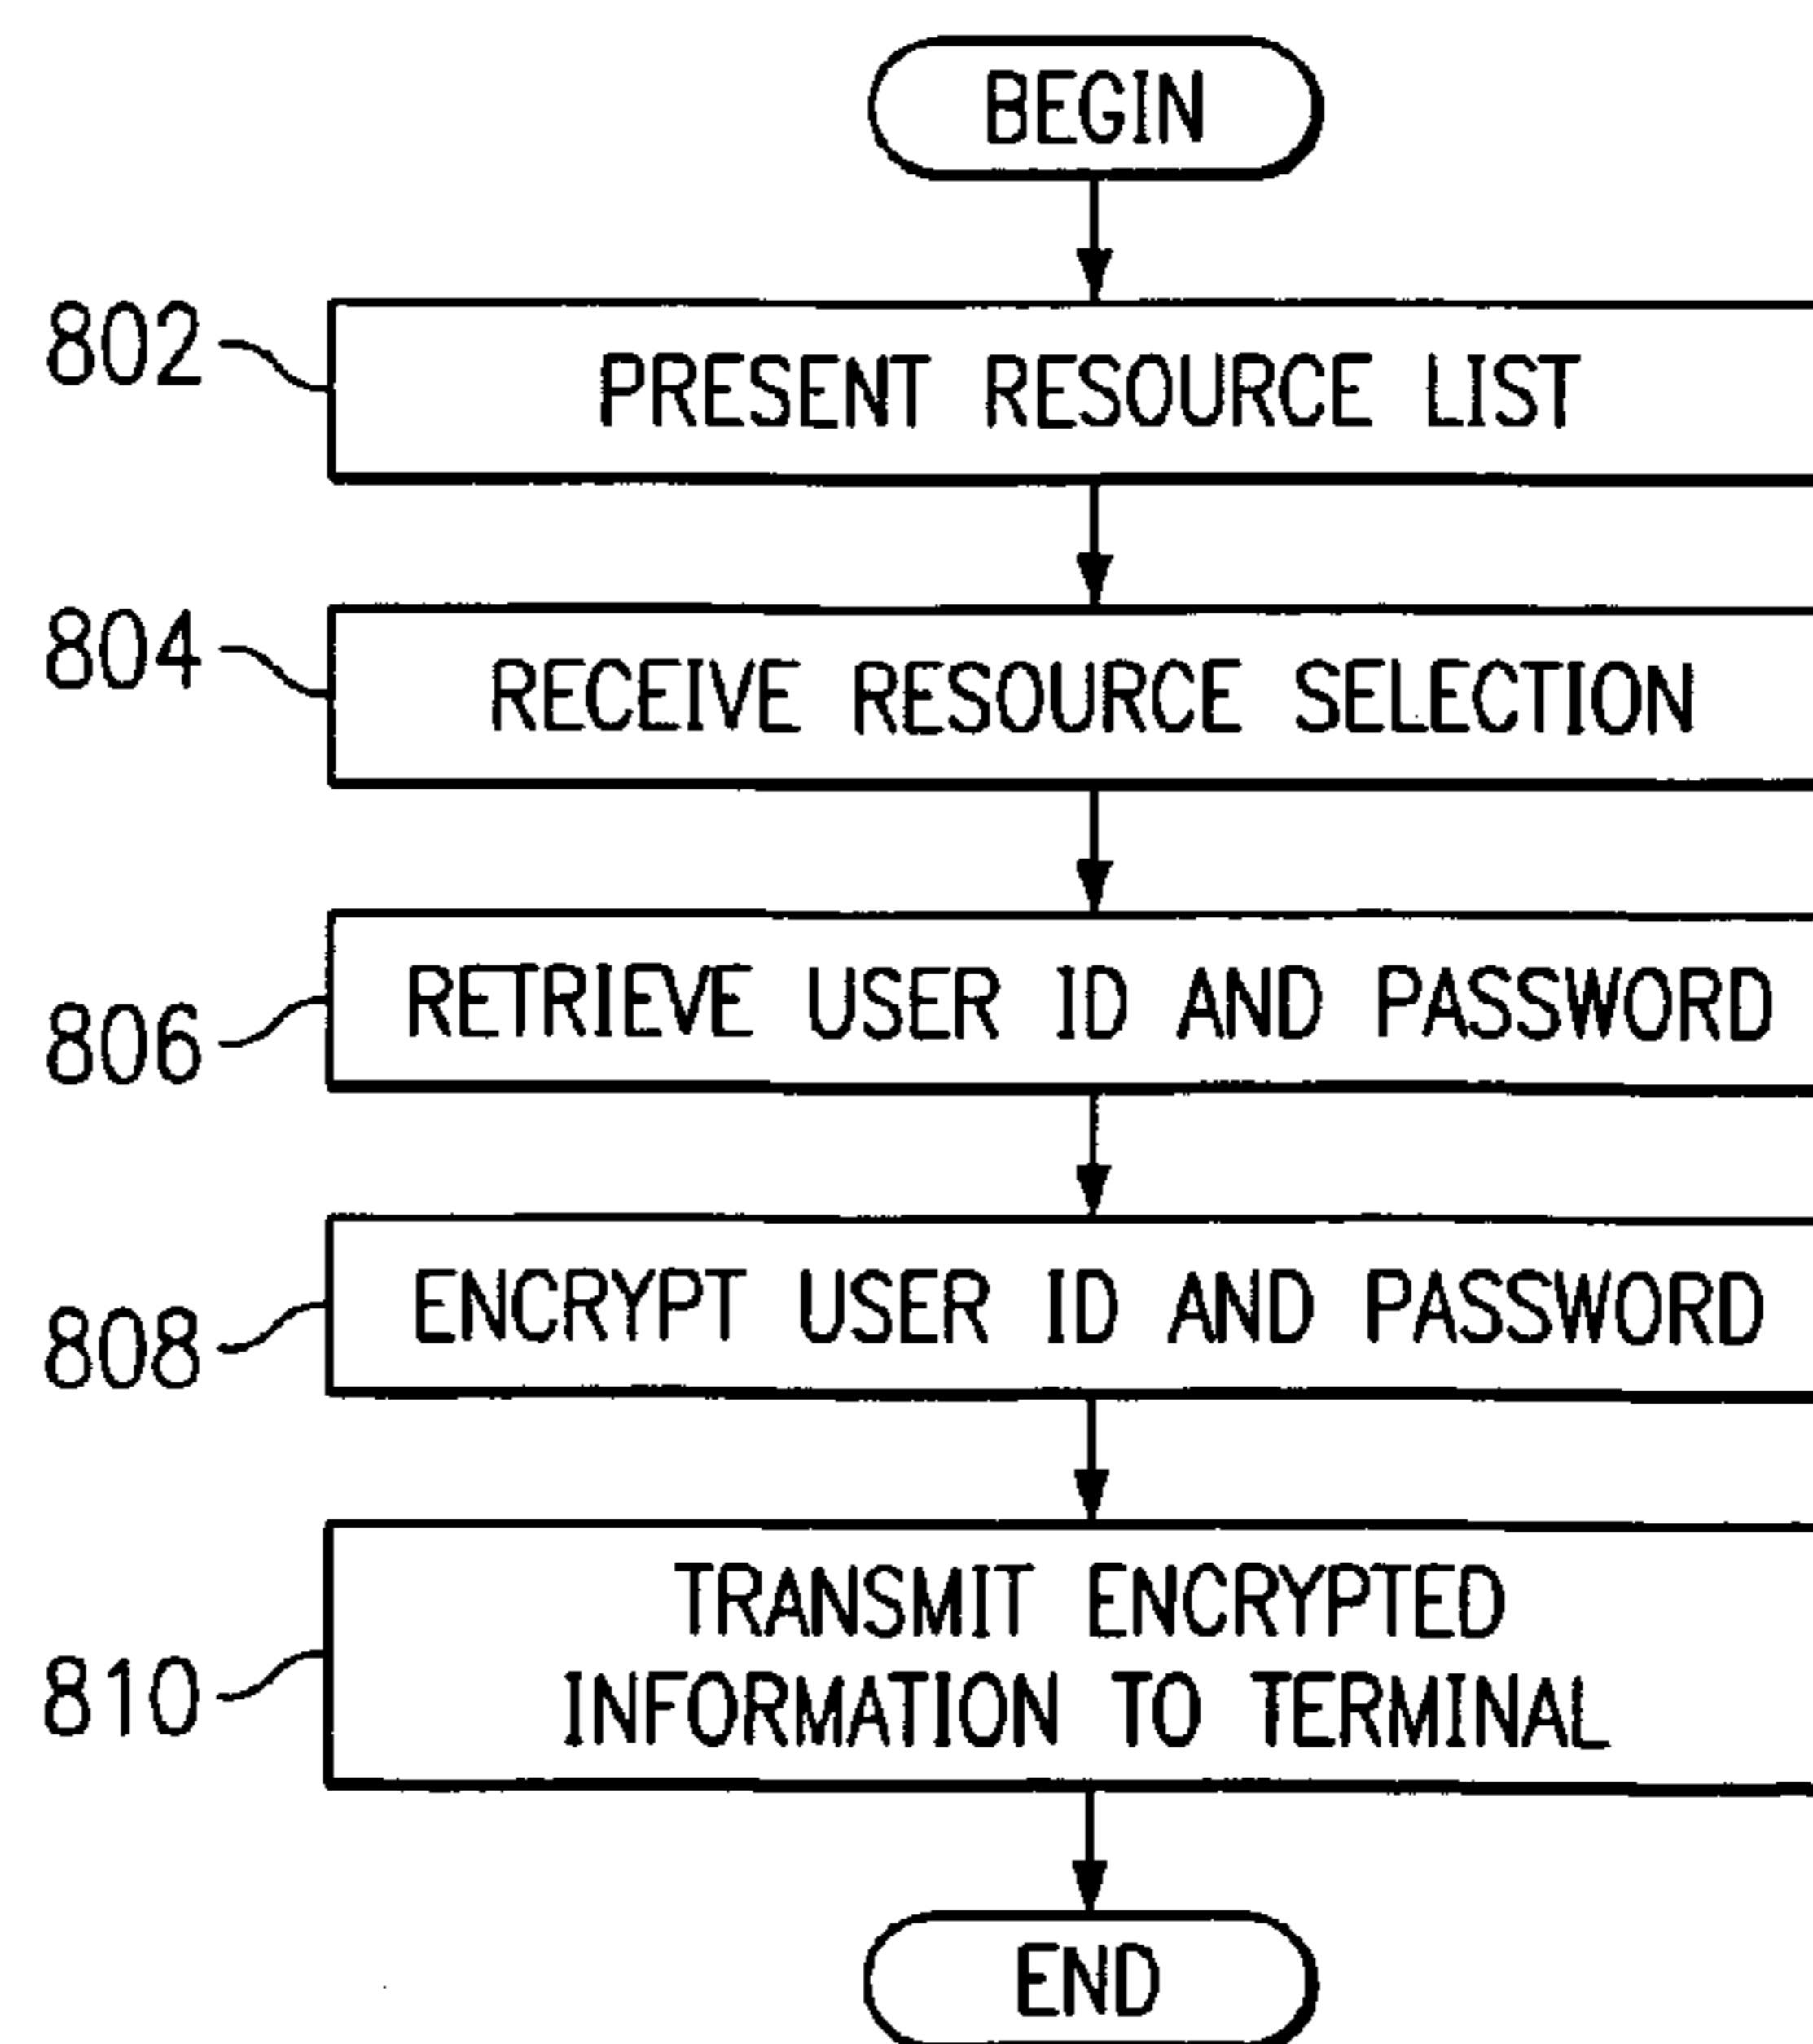 BEGIN
802
PRESENT RESOURCE LIST
804
RECEIVE RESOURCE SELECTION
806
RETRIEVE USER ID AND PASSWORD
808
ENCRYPT USER ID AND PASSWORD
810
TRANSMIT ENCRYPTED
INFORMATION TO TERMINAL
END